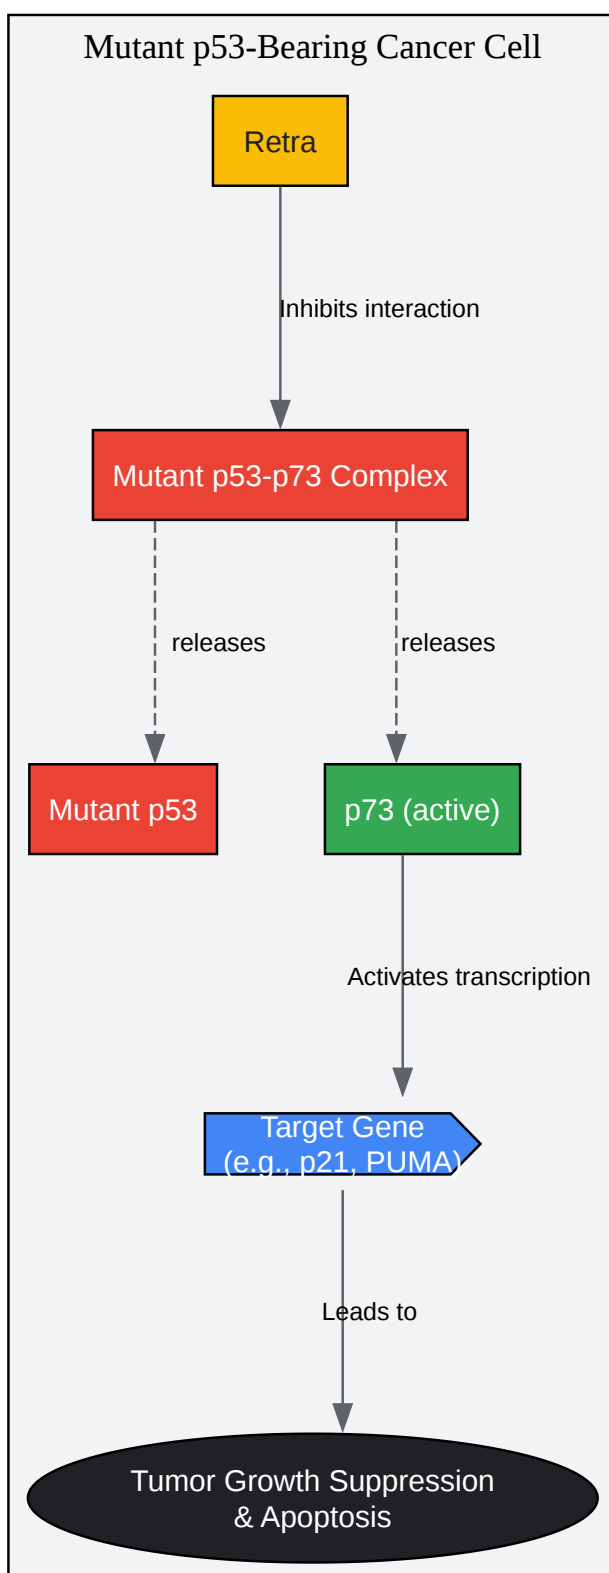 Mutant p53-Bearing Cancer Cell
Retra
Inhibits interaction
Mutant p53-p73 Complex
releases
releases
Mutant p53
p73 (active)
Activates transcription
Target Gene
(e.g., p21, PUMA)
Leads to
Tumor Growth Suppression
& Apoptosis